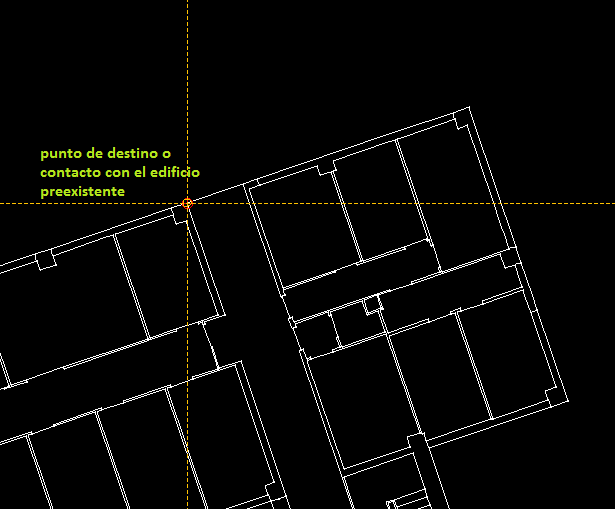 punto de destino o
contacto con el edificio
preexistente